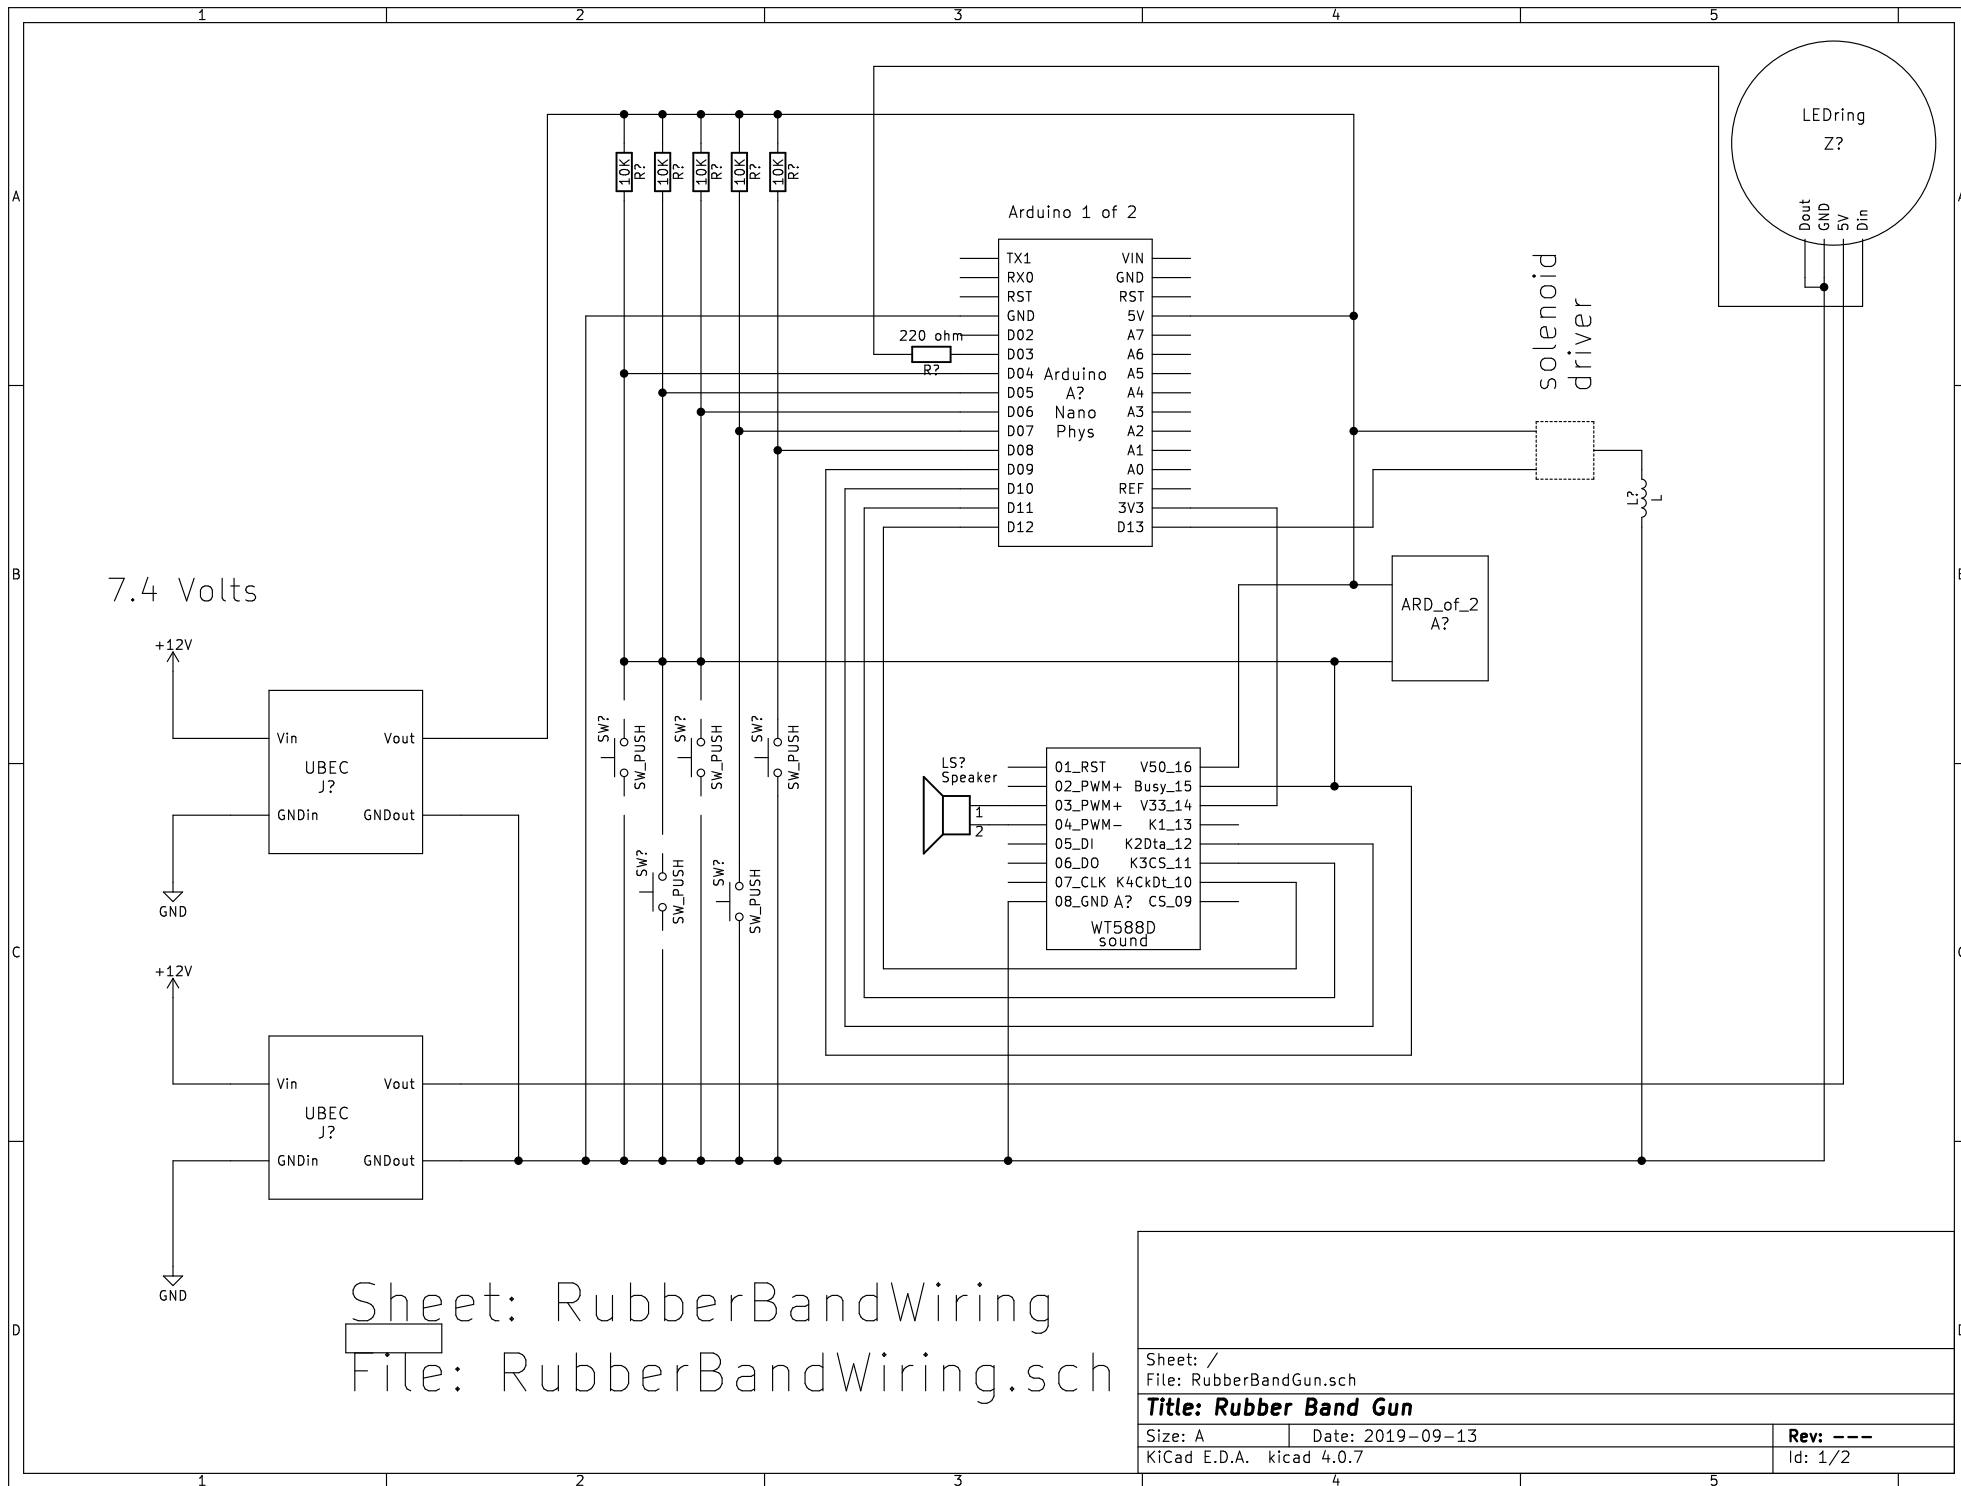 1 2 3 4 5
A
B
C
D
LEDring
Z?
Dout
GND
5V
Din
10K
R?
10K
R?
10K
R?
10K
R?
10K
R?
Arduino 1 of 2
TX1
RX0
RST
GND
D02
D03
D04
D05
D06
D07
D08
D09
D10
D11
D12
Arduino
A?
Nano
Phys
VIN
GND
RST
5V
A7
A6
A5
A4
A3
A2
A1
A0
REF
3V3
D13
220 ohm
R?
solenoid
driver
L?
L
ARD_of_2
A?
7.4 Volts
+12V
Vin
Vout
UBEC
J?
GNDin
GNDout
GND
SW?
SW_PUSH
SW?
SW_PUSH
SW?
SW_PUSH
SW?
SW_PUSH
SW?
SW_PUSH
LS?
Speaker
1
2
01_RST
02_PWM+
03_PWM+
04_PWM-
05_DI
06_DO
07_CLK
08_GND
V50_16
Busy_15
V33_14
K1_13
K2Dta_12
K3CS_11
K4CkDt_10
CS_09
A?
WT588D
sound
+12V
Vin
Vout
UBEC
J?
GNDin
GNDout
GND
Sheet: RubberBandWiring
File: RubberBandWiring.sch
Sheet: /
File: RubberBandGun.sch
Title: Rubber Band Gun
Size: A
Date: 2019-09-13
Rev: ---
KiCad E.D.A. kicad 4.0.7
Id: 1/2
1 2 3 4 5